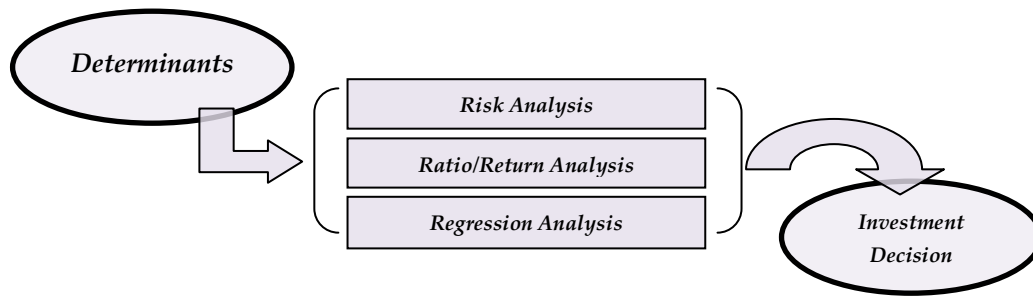 Determinants
Risk Analysis
Ratio/Return Analysis
Regression Analysis
Investment
Decision